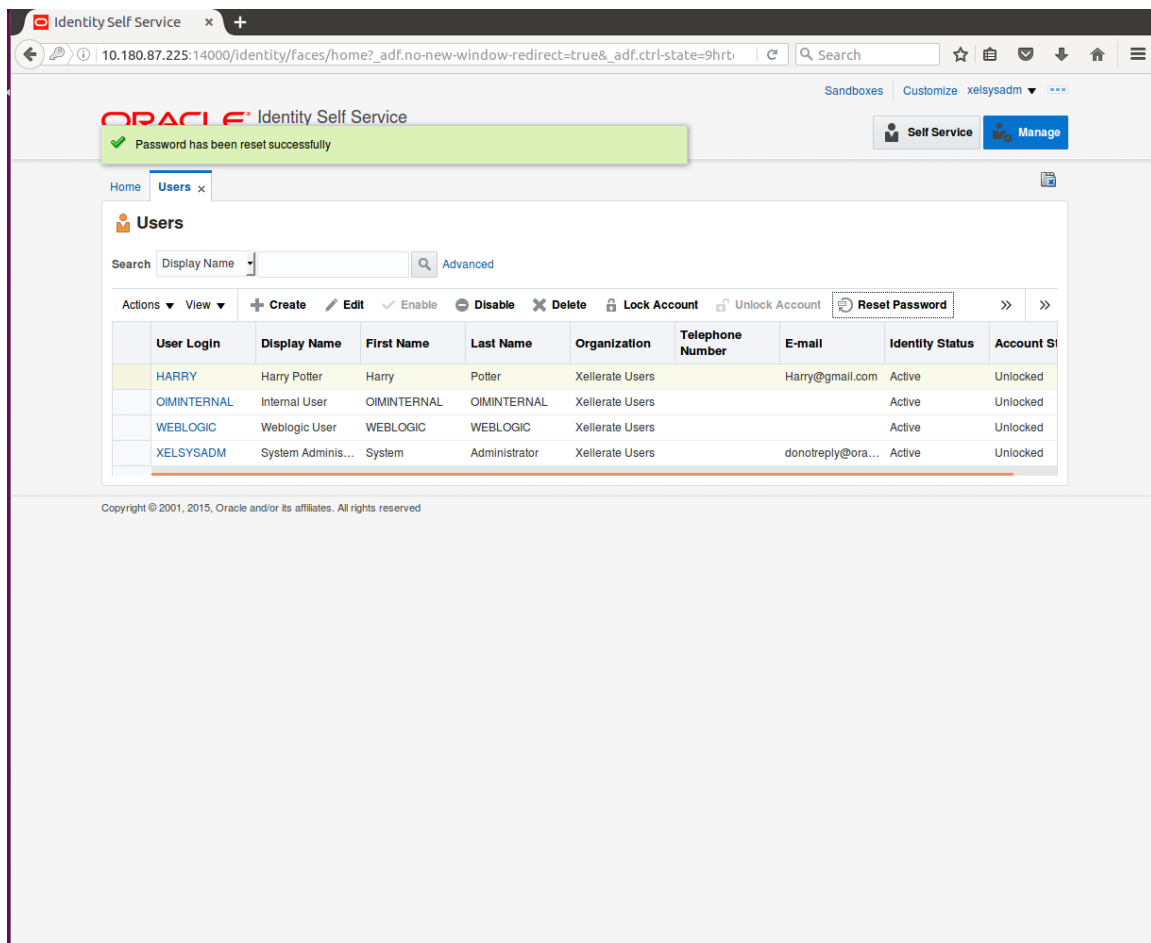 Identity Self Service × +
10.180.87.225:14000/identity/faces/home?_adf.no-new-window-redirect=true&_adf.ctrl-state=9hrt
Search
Sandboxes Customize xelsysadm
ORACLE Identity Self Service
Self Service Manage
Password has been reset successfully
Home Users ×
Users
Search Display Name Advanced
Actions View Create Edit Enable Disable Delete Lock Account Unlock Account Reset Password » »
User Login Display Name First Name Last Name Organization Telephone Number E-mail Identity Status Account St
HARRY Harry Potter Harry Potter Xellerate Users Harry@gmail.com Active Unlocked
OIMINTERNAL Internal User OIMINTERNAL OIMINTERNAL Xellerate Users Active Unlocked
WEBLOGIC Weblogic User WEBLOGIC WEBLOGIC Xellerate Users Active Unlocked
XELSYSADM System Adminis... System Administrator Xellerate Users donotreply@ora... Active Unlocked
Copyright © 2001, 2015, Oracle and/or its affiliates. All rights reserved